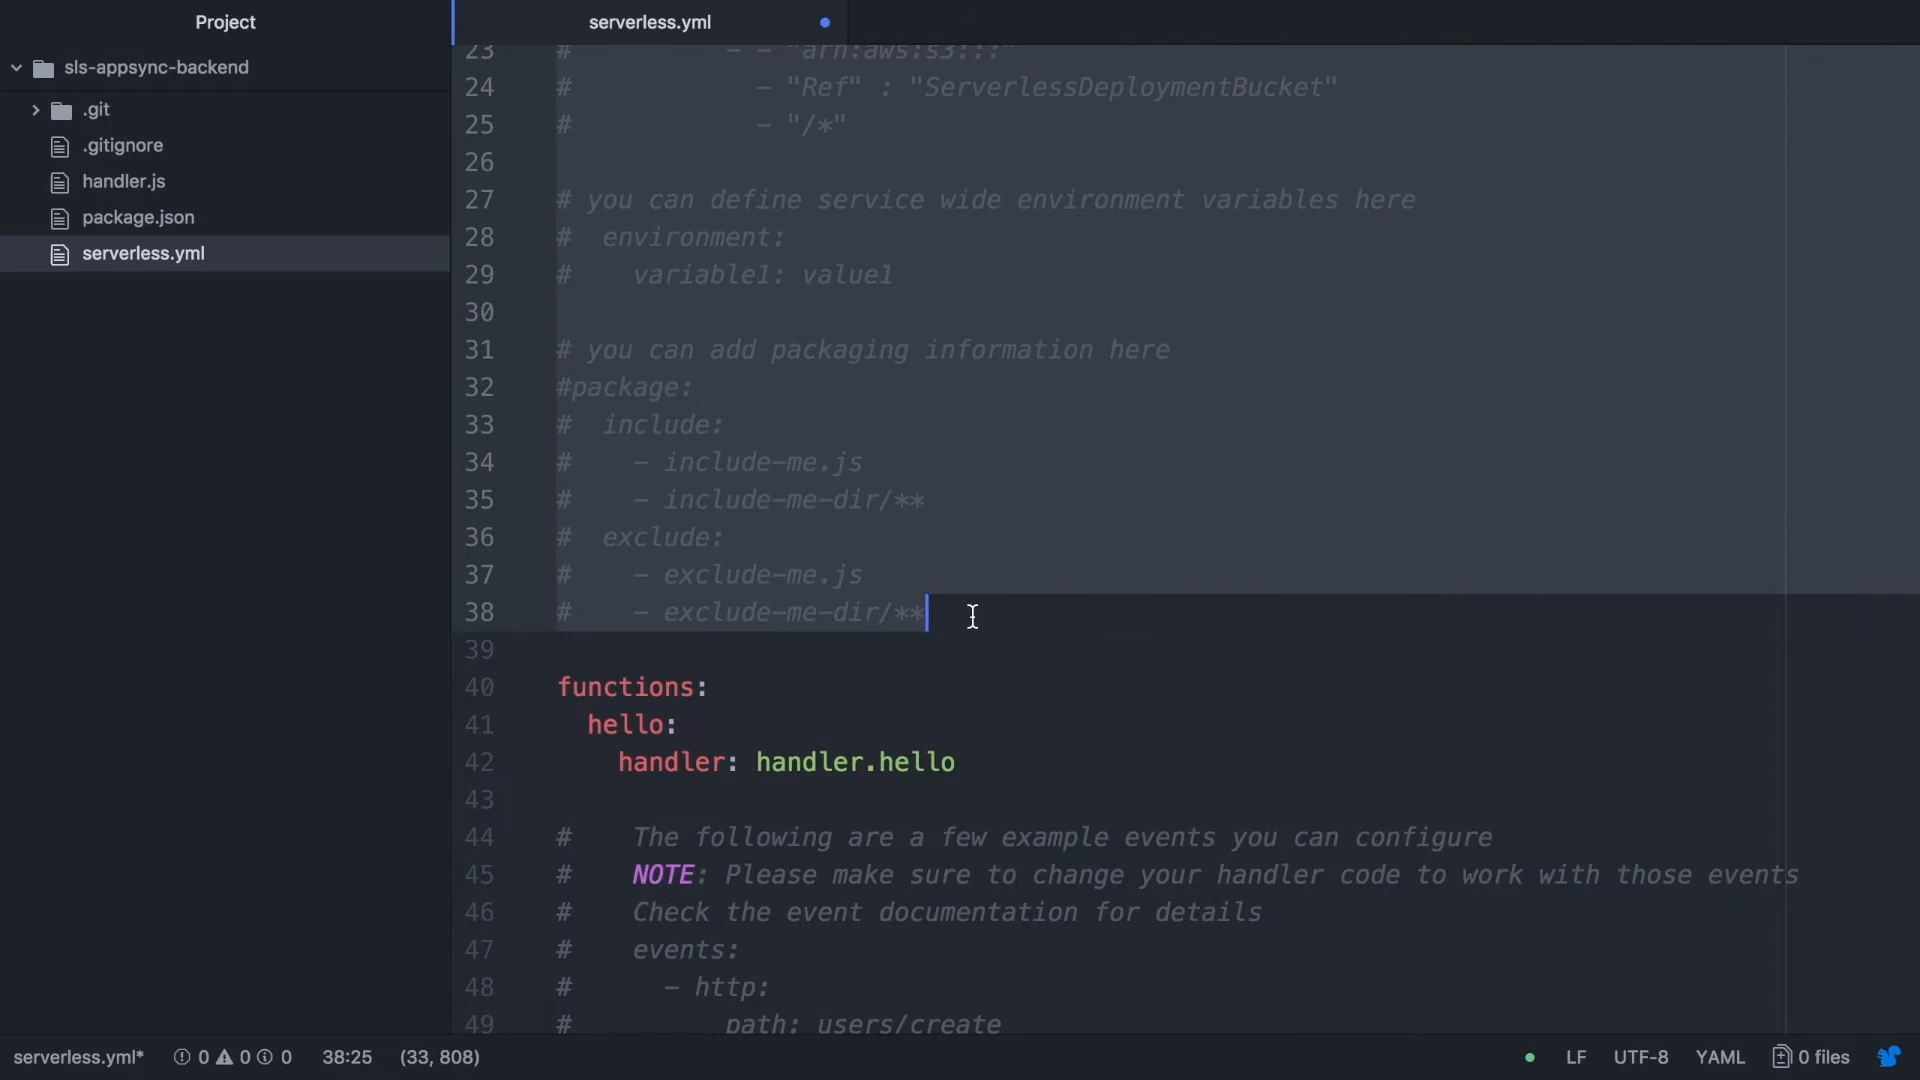 Project
serverless.yml
sls-appsync-backend
.git
.gitignore
handler.js
package.json
serverless.yml
23 # - - "arn:aws:s3:::"
24 # - "Ref" : "ServerlessDeploymentBucket"
25 # - "/*"
26
27 # you can define service wide environment variables here
28 # environment:
29 # variable1: value1
30
31 # you can add packaging information here
32 #package:
33 # include:
34 # - include-me.js
35 # - include-me-dir/**
36 # exclude:
37 # - exclude-me.js
38 # - exclude-me-dir/**
39
40 functions:
41 hello:
42 handler: handler.hello
43
44 # The following are a few example events you can configure
45 # NOTE: Please make sure to change your handler code to work with those events
46 # Check the event documentation for details
47 # events:
48 # - http:
49 # path: users/create
serverless.yml* 0 0 0 38:25 (33, 808) LF UTF-8 YAML 0 files